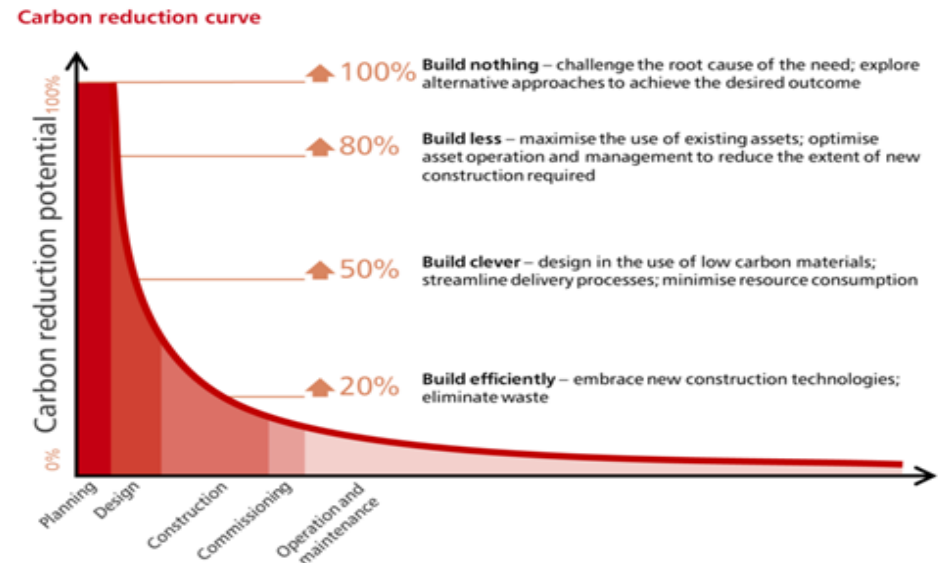 Carbon reduction curve
Carbon reduction potential
100%
0%
100%
Build nothing – challenge the root cause of the need; explore
alternative approaches to achieve the desired outcome
80%
Build less – maximise the use of existing assets; optimise
asset operation and management to reduce the extent of new
construction required
50%
Build clever – design in the use of low carbon materials;
streamline delivery processes; minimise resource consumption
20%
Build efficiently – embrace new construction technologies;
eliminate waste
Planning
Design
Construction
Commissioning
Operation and
maintenance